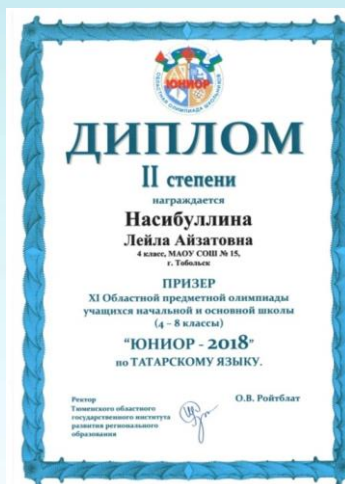 ЮНИОР
ДИПЛОМ
II степени
награждается
Насибуллина
Лейла Айзатовна
4 класс, МАОУ СОШ № 15,
г. Тобольск
ПРИЗЕР
XI Областной предметной олимпиады
учащихся начальной и основной школы
(4 – 8 классы)
"ЮНИОР - 2018"
по ТАТАРСКОМУ ЯЗЫКУ.
Ректор
Тюменского областного
государственного института
развития регионального
образования
О.В. Ройтблат